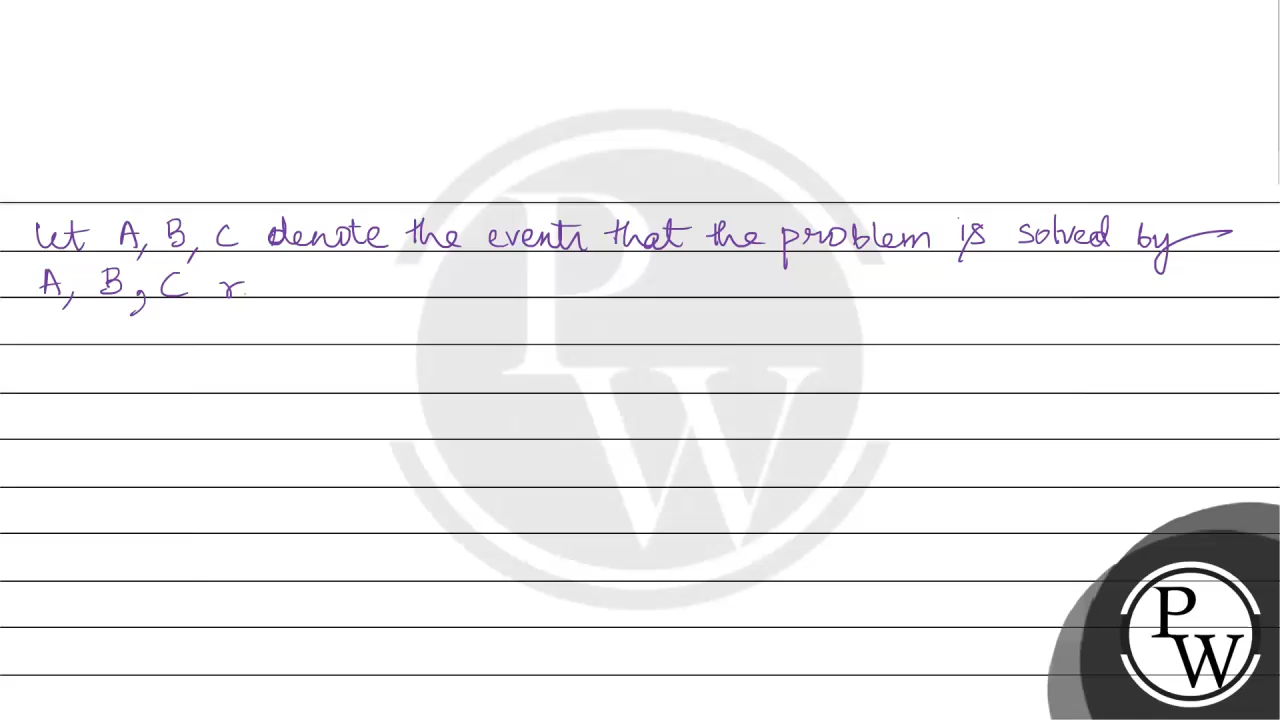 Let A, B, C denote the events that the problem is solved by
A, B, C r
P
W
P
W